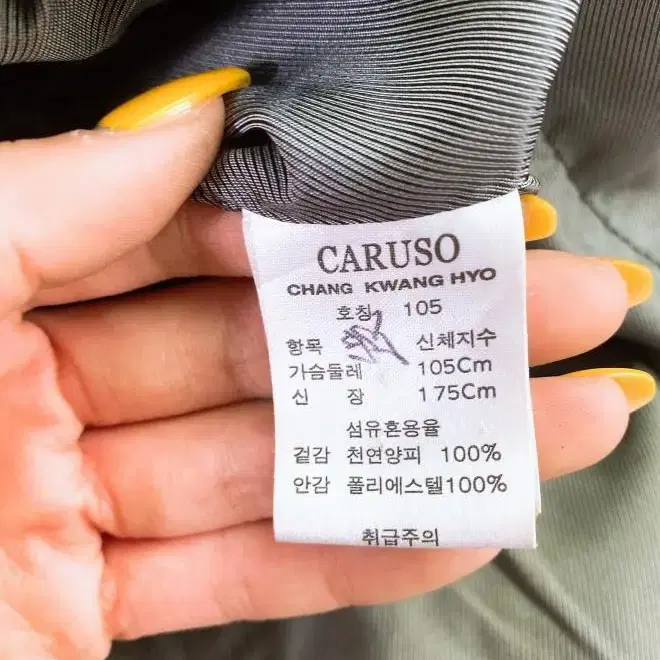 CARUSO
CHANG KWANG HYO
호칭 105
항목 신체지수
가슴둘레 105Cm
신 장 175Cm
섬유혼용율
겉감 천연양피 100%
안감 폴리에스텔100%
취급주의